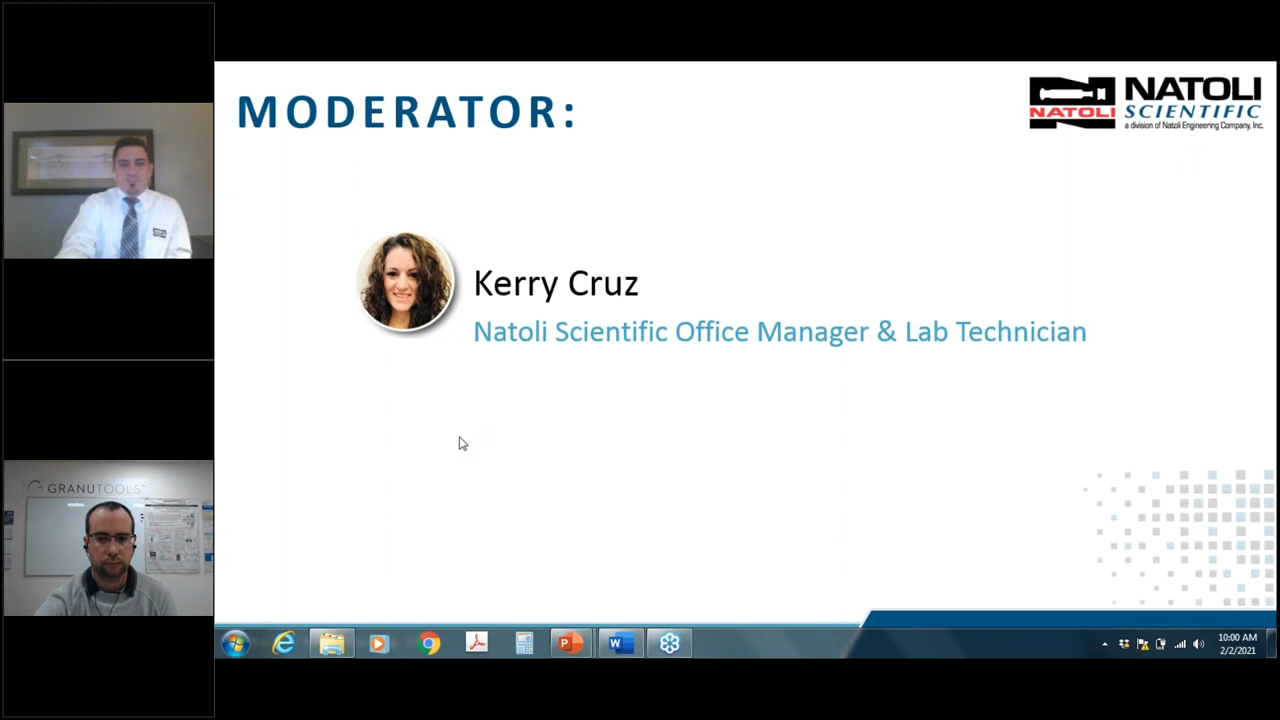 MODERATOR:
NATOLI
NATOLI
SCIENTIFIC
a division of Natoli Engineering Company, Inc.
Kerry Cruz
Natoli Scientific Office Manager & Lab Technician
GRANUTOOLS
10:00 AM
2/2/2021